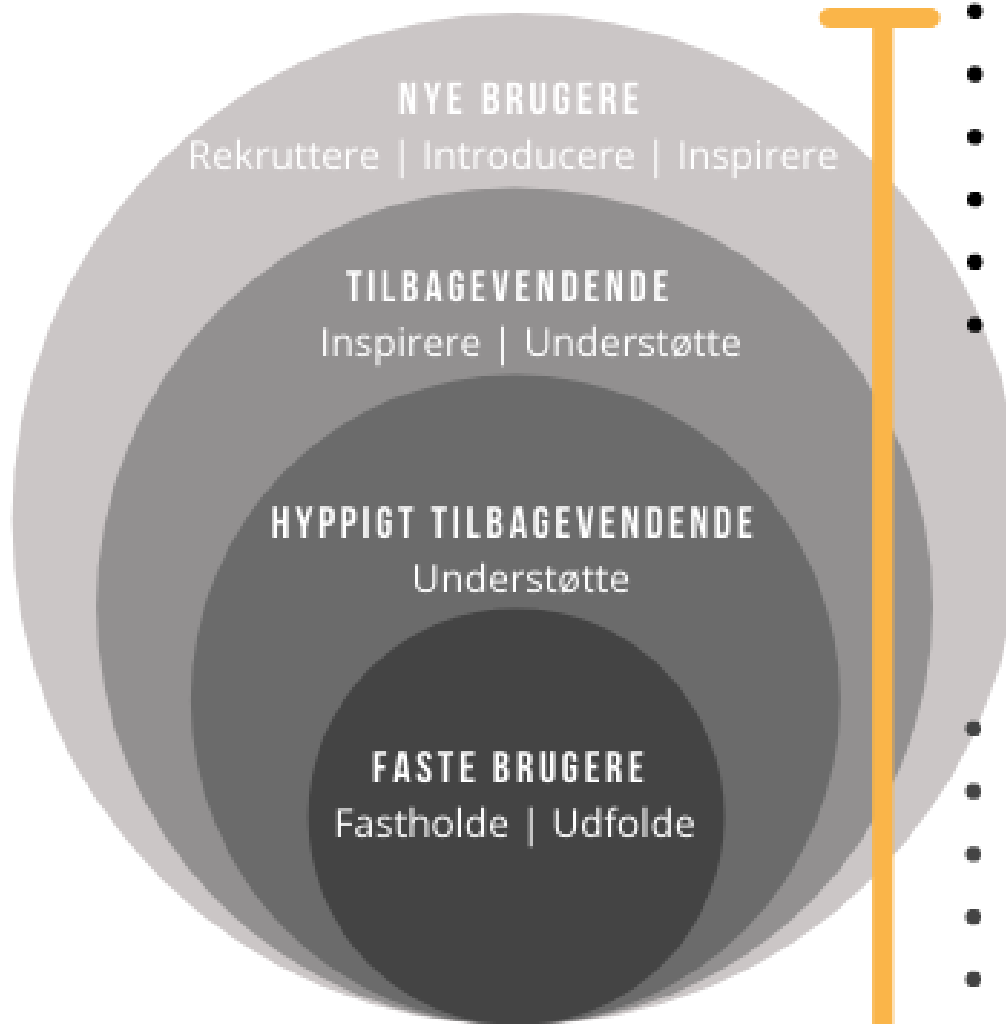 NYE BRUGERE
Rekruttere | Introducere | Inspirere
TILBAGEVENDENDE
Inspirere | Understøtte
HYPPIGT TILBAGEVENDENDE
Understøtte
FASTE BRUGERE
Fastholde | Udfolde